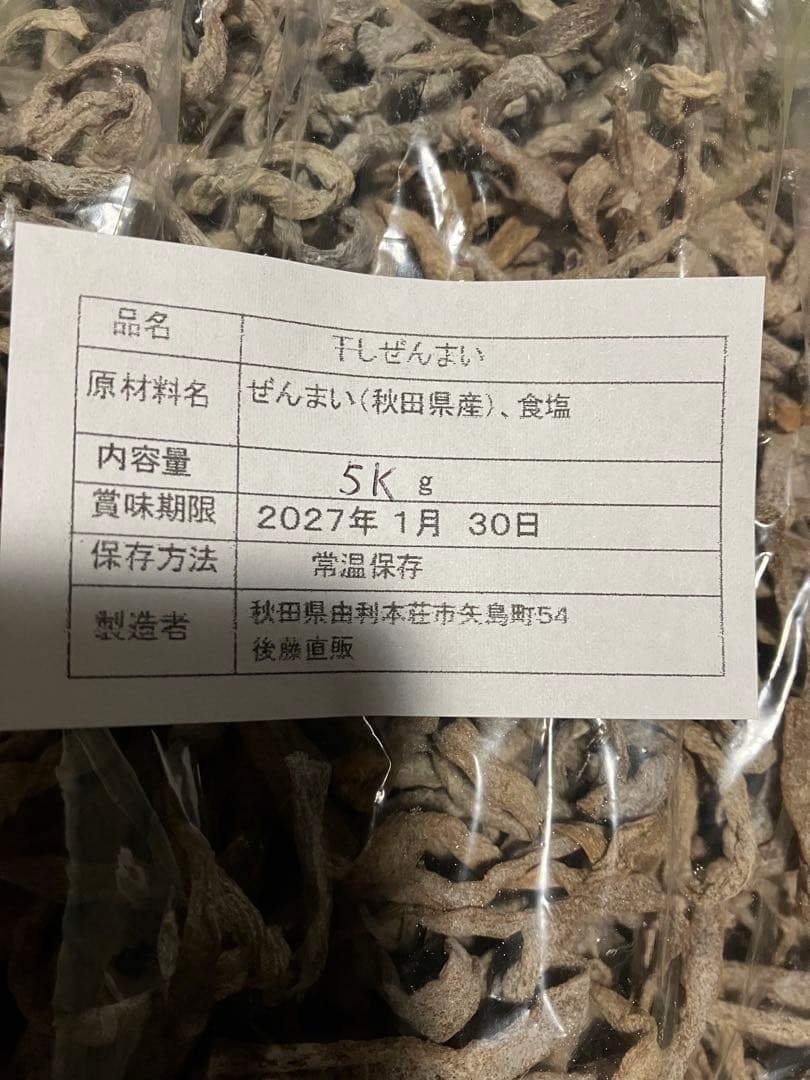 品名 干しぜんまい
原材料名 ぜんまい(秋田県産)、食塩
内容量 5K g
賞味期限 2027年 1月 30日
保存方法 常温保存
製造者 秋田県由利本荘市矢島町54
後藤直販